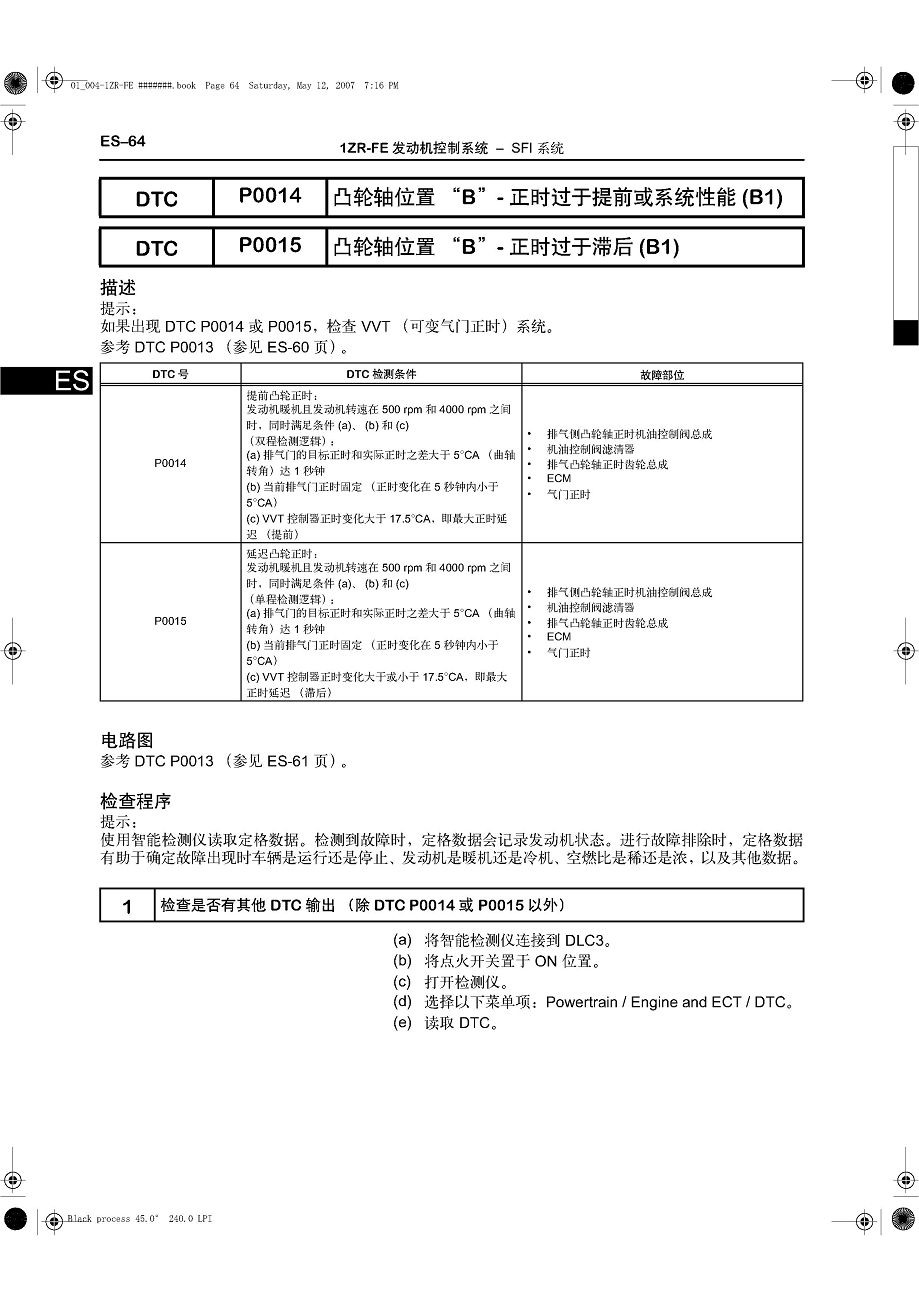 01_004-1ZR-FE #######.book Page 64 Saturday, May 12, 2007 7:16 PM
ES–64
1ZR-FE 发动机控制系统 – SFI 系统
DTC P0014 凸轮轴位置 “B”- 正时过于提前或系统性能 (B1)
DTC P0015 凸轮轴位置 “B”- 正时过于滞后 (B1)
描述
提示：
如果出现 DTC P0014 或 P0015，检查 VVT （可变气门正时）系统。
参考 DTC P0013 （参见 ES-60 页）。
ES
DTC 号 DTC 检测条件 故障部位
P0014
提前凸轮正时：
发动机暖机且发动机转速在 500 rpm 和 4000 rpm 之间
时，同时满足条件 (a)、 (b) 和 (c)
（双程检测逻辑）：
(a) 排气门的目标正时和实际正时之差大于 5°CA （曲轴
转角）达 1 秒钟
(b) 当前排气门正时固定 （正时变化在 5 秒钟内小于
5°CA）
(c) VVT 控制器正时变化大于 17.5°CA，即最大正时延
迟 （提前）
• 排气侧凸轮轴正时机油控制阀总成
• 机油控制阀滤清器
• 排气凸轮轴正时齿轮总成
• ECM
• 气门正时
P0015
延迟凸轮正时：
发动机暖机且发动机转速在 500 rpm 和 4000 rpm 之间
时，同时满足条件 (a)、 (b) 和 (c)
（单程检测逻辑）：
(a) 排气门的目标正时和实际正时之差大于 5°CA （曲轴
转角）达 1 秒钟
(b) 当前排气门正时固定 （正时变化在 5 秒钟内小于
5°CA）
(c) VVT 控制器正时变化大于或小于 17.5°CA，即最大
正时延迟 （滞后）
• 排气侧凸轮轴正时机油控制阀总成
• 机油控制阀滤清器
• 排气凸轮轴正时齿轮总成
• ECM
• 气门正时
电路图
参考 DTC P0013 （参见 ES-61 页）。
检查程序
提示：
使用智能检测仪读取定格数据。检测到故障时，定格数据会记录发动机状态。进行故障排除时，定格数据
有助于确定故障出现时车辆是运行还是停止、发动机是暖机还是冷机、空燃比是稀还是浓，以及其他数据。
1 检查是否有其他 DTC 输出 （除 DTC P0014 或 P0015 以外）
(a) 将智能检测仪连接到 DLC3。
(b) 将点火开关置于 ON 位置。
(c) 打开检测仪。
(d) 选择以下菜单项：Powertrain / Engine and ECT / DTC。
(e) 读取 DTC。
Black process 45.0° 240.0 LPI